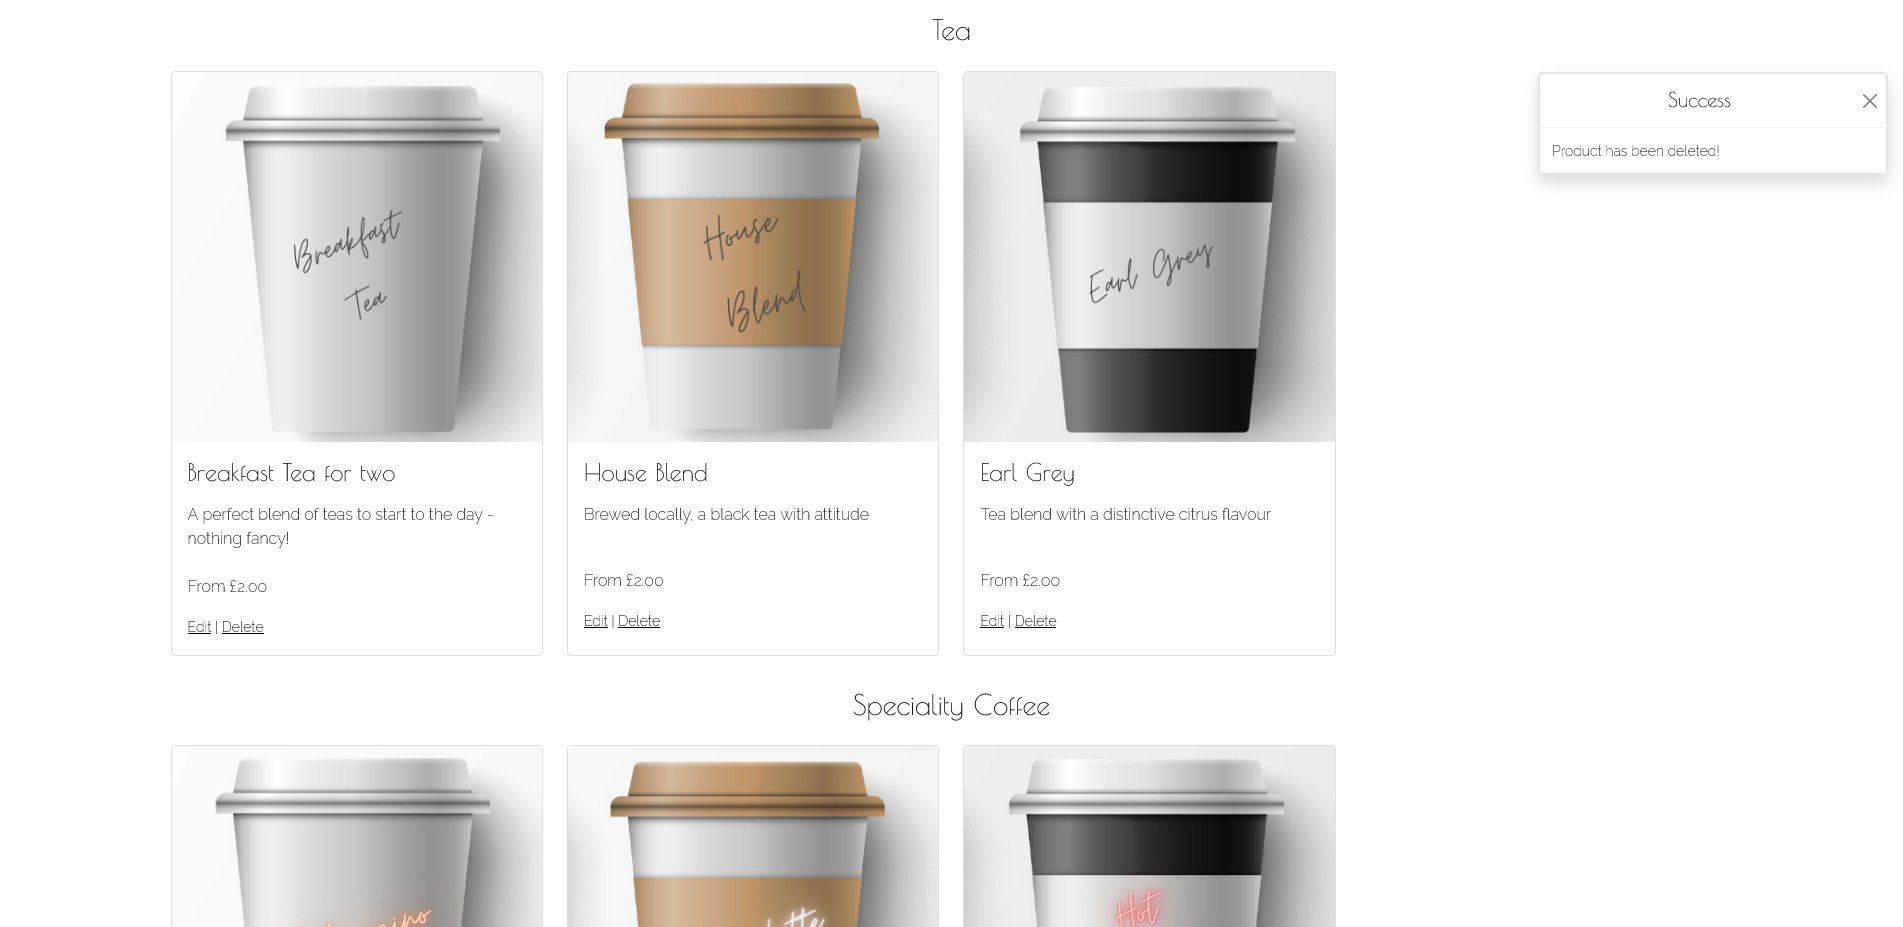 Tea
Success
Product has been deleted!
Breakfast
Tea
House
Blend
Earl Grey
Breakfast Tea for two
A perfect blend of teas to start to the day -
nothing fancy!
From £2.00
Edit | Delete
House Blend
Brewed locally, a black tea with attitude
From £2.00
Edit | Delete
Earl Grey
Tea blend with a distinctive citrus flavour
From £2.00
Edit | Delete
Speciality Coffee
Hot